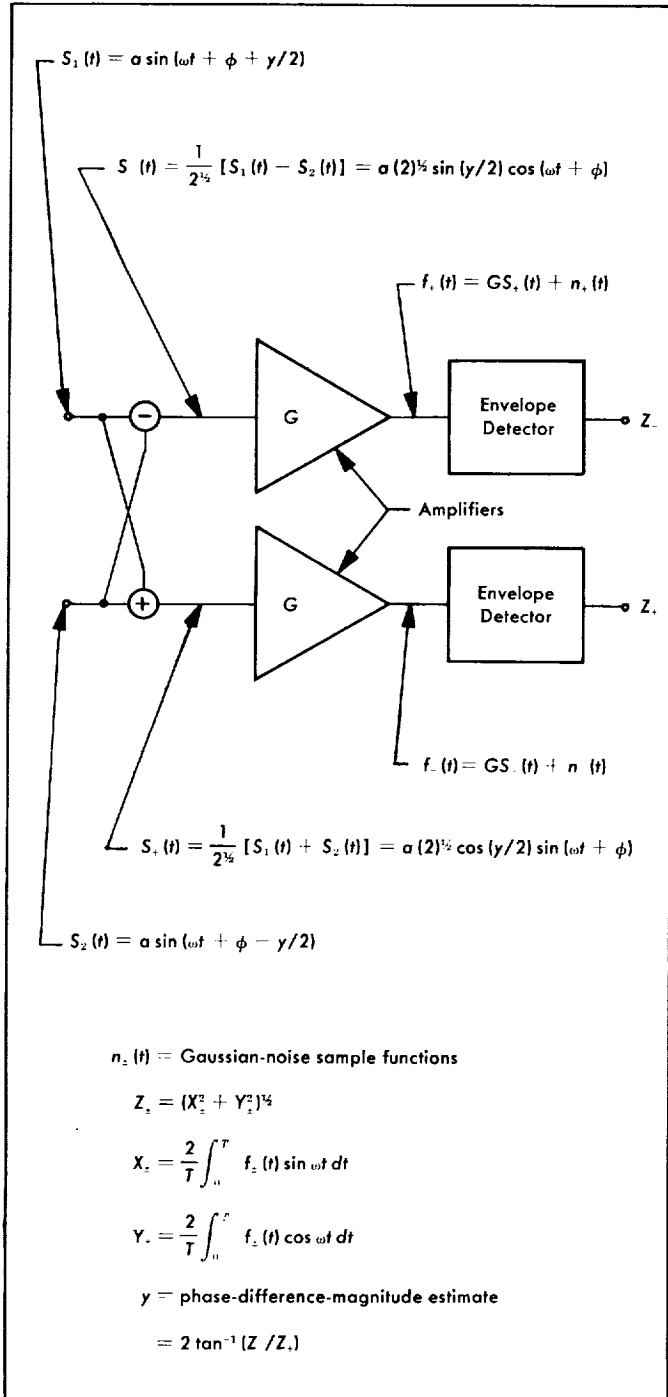 S₁ (t) = a sin (ωt + ϕ + y/2)
S (t) = 1/2^½ [S₁ (t) − S₂ (t)] = a (2)^½ sin (y/2) cos (ωt + ϕ)
f₊ (t) = GS₊ (t) + n₊ (t)
− G Envelope Detector Z₋
Amplifiers
+ G Envelope Detector Z₊
f₋ (t) = GS₋ (t) + n (t)
S₊ (t) = 1/2^½ [S₁ (t) + S₂ (t)] = a (2)^½ cos (y/2) sin (ωt + ϕ)
S₂ (t) = a sin (ωt + ϕ − y/2)
n± (t) = Gaussian-noise sample functions
Z± = (X±² + Y±²)^½
X± = 2/T ∫₀ᵀ f± (t) sin ωt dt
Y± = 2/T ∫₀ᵀ f± (t) cos ωt dt
y = phase-difference-magnitude estimate
= 2 tan⁻¹ (Z /Z₊)